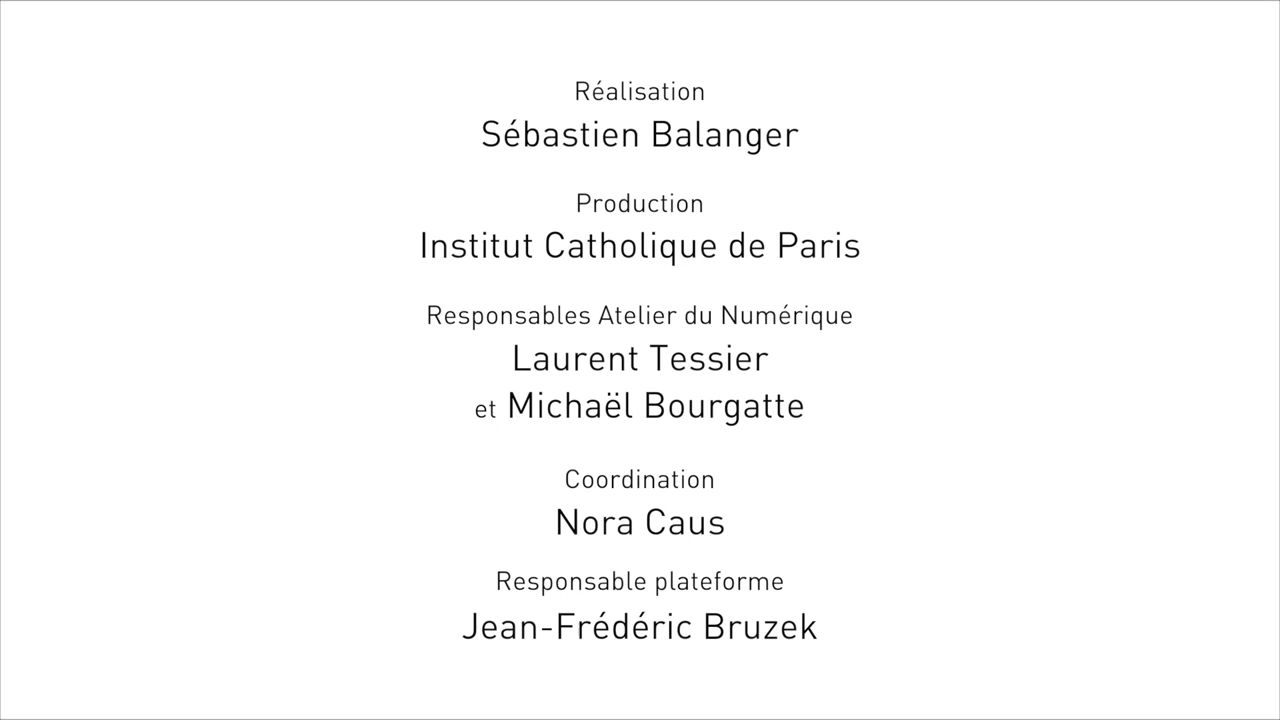 Réalisation
Sébastien Balanger
Production
Institut Catholique de Paris
Responsables Atelier du Numérique
Laurent Tessier
et Michaël Bourgatte
Coordination
Nora Caus
Responsable plateforme
Jean-Frédéric Bruzek